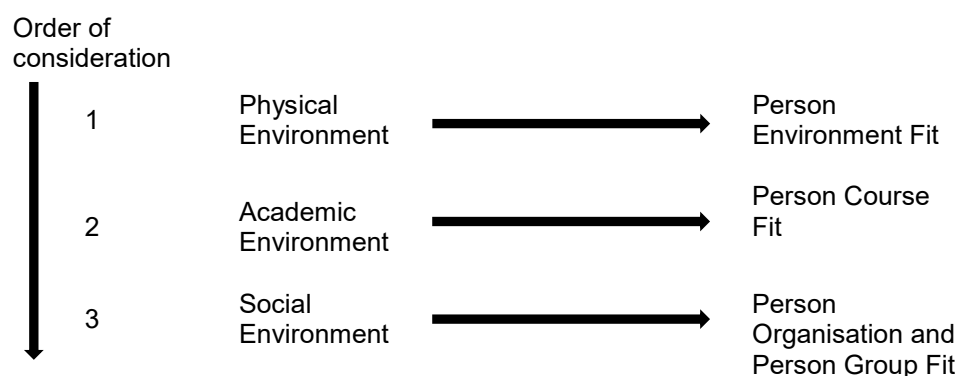 Order of
consideration
1
Physical
Environment
Person
Environment Fit
2
Academic
Environment
Person Course
Fit
3
Social
Environment
Person
Organisation and
Person Group Fit